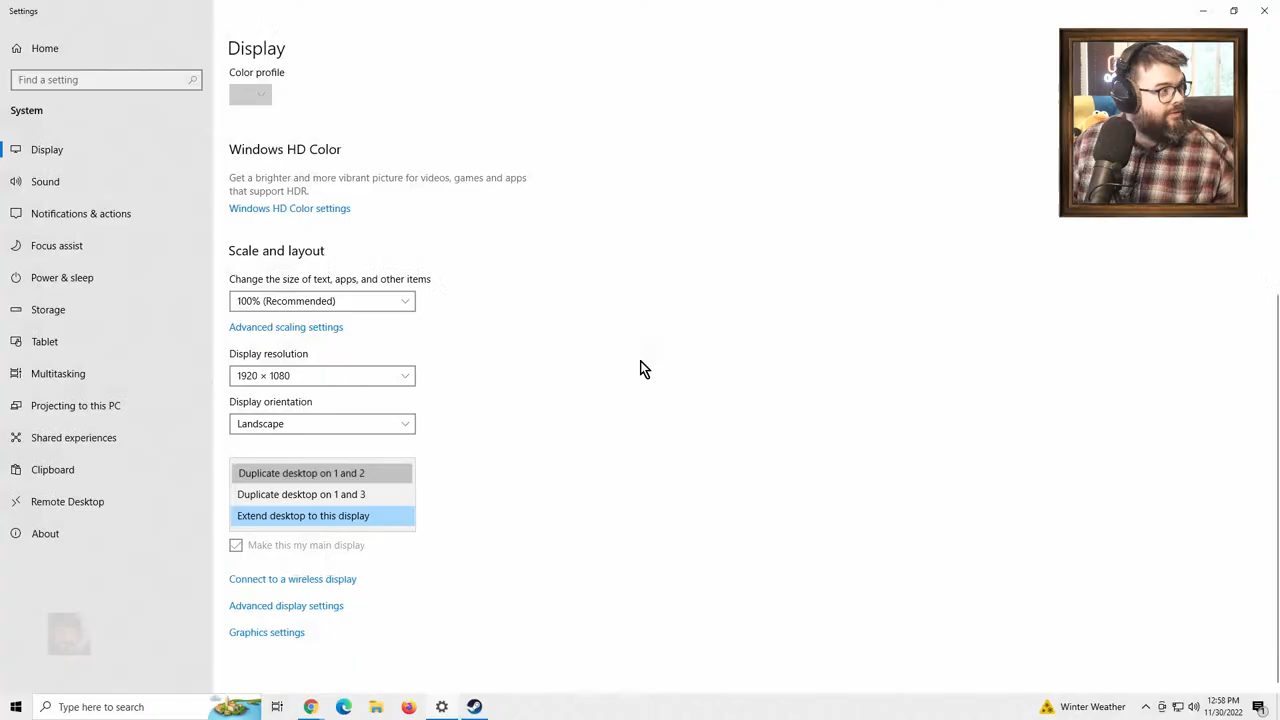 Settings
Home
Find a setting
System
Display
Sound
Notifications & actions
Focus assist
Power & sleep
Storage
Tablet
Multitasking
Projecting to this PC
Shared experiences
Clipboard
Remote Desktop
About
Display
Color profile
Windows HD Color
Get a brighter and more vibrant picture for videos, games and apps
that support HDR.
Windows HD Color settings
Scale and layout
Change the size of text, apps, and other items
100% (Recommended)
Advanced scaling settings
Display resolution
1920 × 1080
Display orientation
Landscape
Duplicate desktop on 1 and 2
Duplicate desktop on 1 and 3
Extend desktop to this display
Make this my main display
Connect to a wireless display
Advanced display settings
Graphics settings
Type here to search
Winter Weather
12:58 PM
11/30/2022